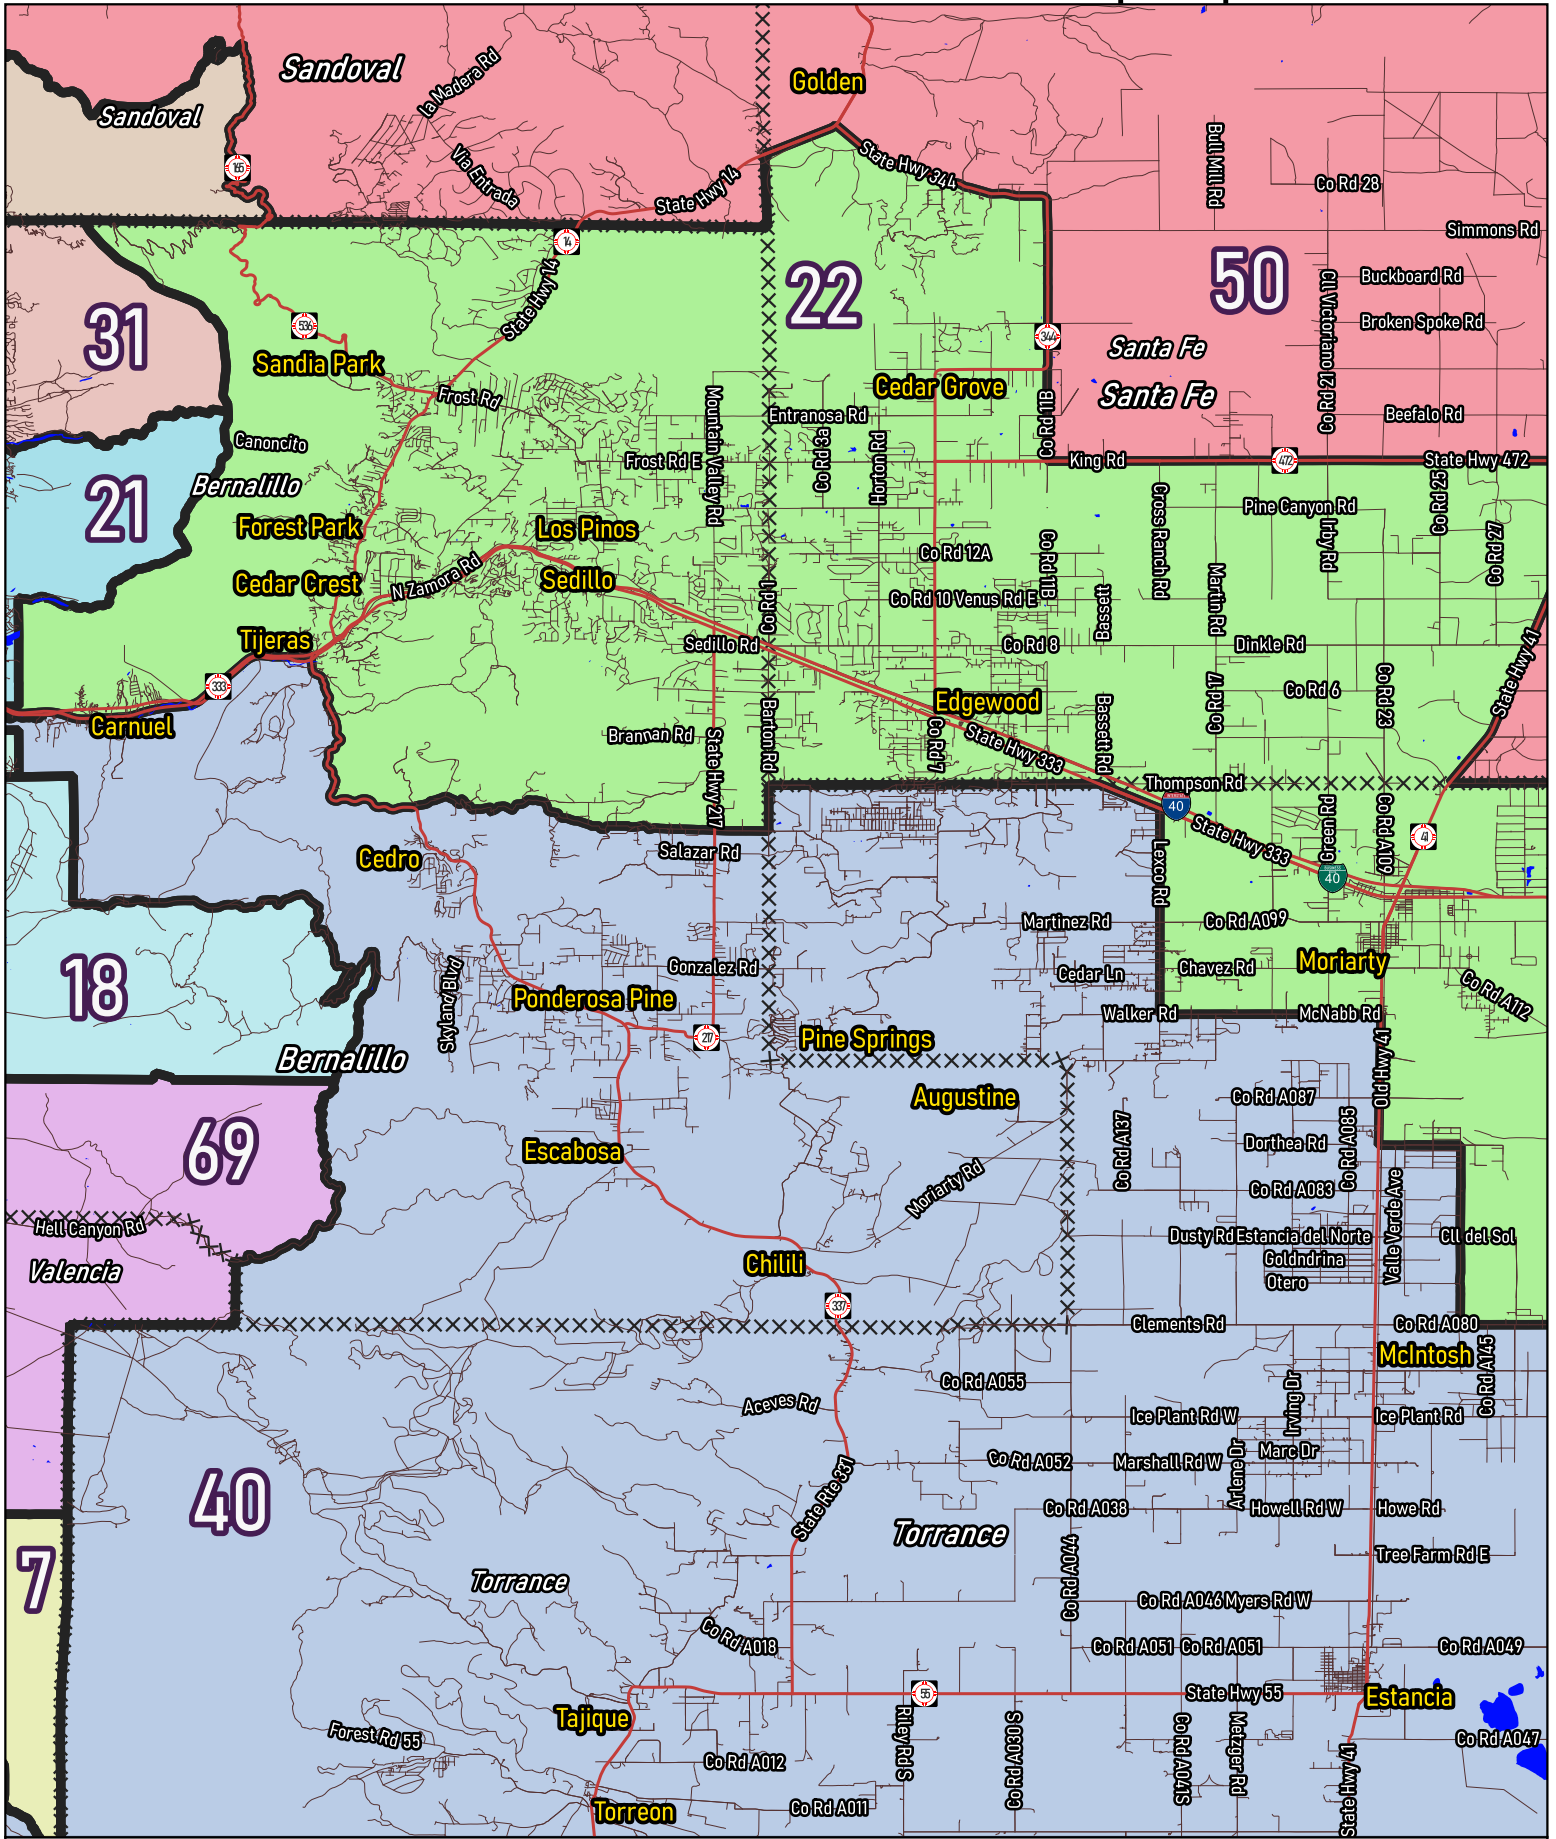 Sandoval
la Madera Rd
Golden
Sandoval
165
Via Entrada
State Hwy 14
State Hwy 344
Bull Mitt Rd
Co Rd 28
Simmons Rd
14
State Hwy 14
22
50
Cll Victoriano
Buckboard Rd
31
536
Broken Spoke Rd
344
Santa Fe
Sandia Park
Cedar Grove
Santa Fe
Frost Rd
Mountain Valley Rd
Entranosa Rd
Co Rd 11B
Co Rd 21
Beefalo Rd
Canoncito
Co Rd 3a
Horton Rd
Frost Rd E
King Rd
472
State Hwy 472
Bernalillo
21
Cross Ranch Rd
Pine Canyon Rd
Co Rd 25
Forest Park
Los Pinos
Irby Rd
Co Rd 12A
Co Rd 27
Cedar Crest
N Zamora Rd
Sedillo
Co Rd 1
Co Rd 11B
Co Rd 10 Venus Rd E
Bassett
Martin Rd
Tijeras
Sedillo Rd
Co Rd 8
Dinkle Rd
State Hwy 41
333
Co Rd 17
Co Rd 6
Co Rd 23
Edgewood
Carnuel
Brannan Rd
State Hwy 217
Barton Rd
Co Rd 7
State Hwy 333
Bassett Rd
Thompson Rd
40
State Hwy 333
Green Rd
Co Rd A109
41
Cedro
Salazar Rd
Lexco Rd
40
Martinez Rd
Co Rd A099
18
Skyland Blvd
Gonzalez Rd
Cedar Ln
Chavez Rd
Moriarty
Co Rd A112
Ponderosa Pine
Walker Rd
McNabb Rd
217
Pine Springs
Bernalillo
Old Hwy 41
Augustine
Co Rd A087
69
Escabosa
Co Rd A137
Dorthea Rd
Co Rd A085
Moriarty Rd
Co Rd A083
Hell Canyon Rd
Dusty Rd
Estancia del Norte
Valle Verde Ave
Cll del Sol
Valencia
Chilili
Goldndrina
Otero
337
Clements Rd
Co Rd A080
McIntosh
Co Rd A145
Aceves Rd
Co Rd A055
Irving Dr
Ice Plant Rd W
Ice Plant Rd
40
State Rte 337
Co Rd A052
Marshall Rd W
Arlene Dr
Marc Dr
Torrance
Co Rd A038
Howell Rd W
Howe Rd
7
Torrance
Co Rd A044
Tree Farm Rd E
Co Rd A046
Myers Rd W
Co Rd A018
Co Rd A051
Co Rd A051
Co Rd A049
Tajique
55
State Hwy 55
Estancia
Forest Rd 55
Riley Rd S
Co Rd A030 S
Co Rd A041S
Metzger Rd
Co Rd A047
Co Rd A012
State Hwy 41
Torreon
Co Rd A011